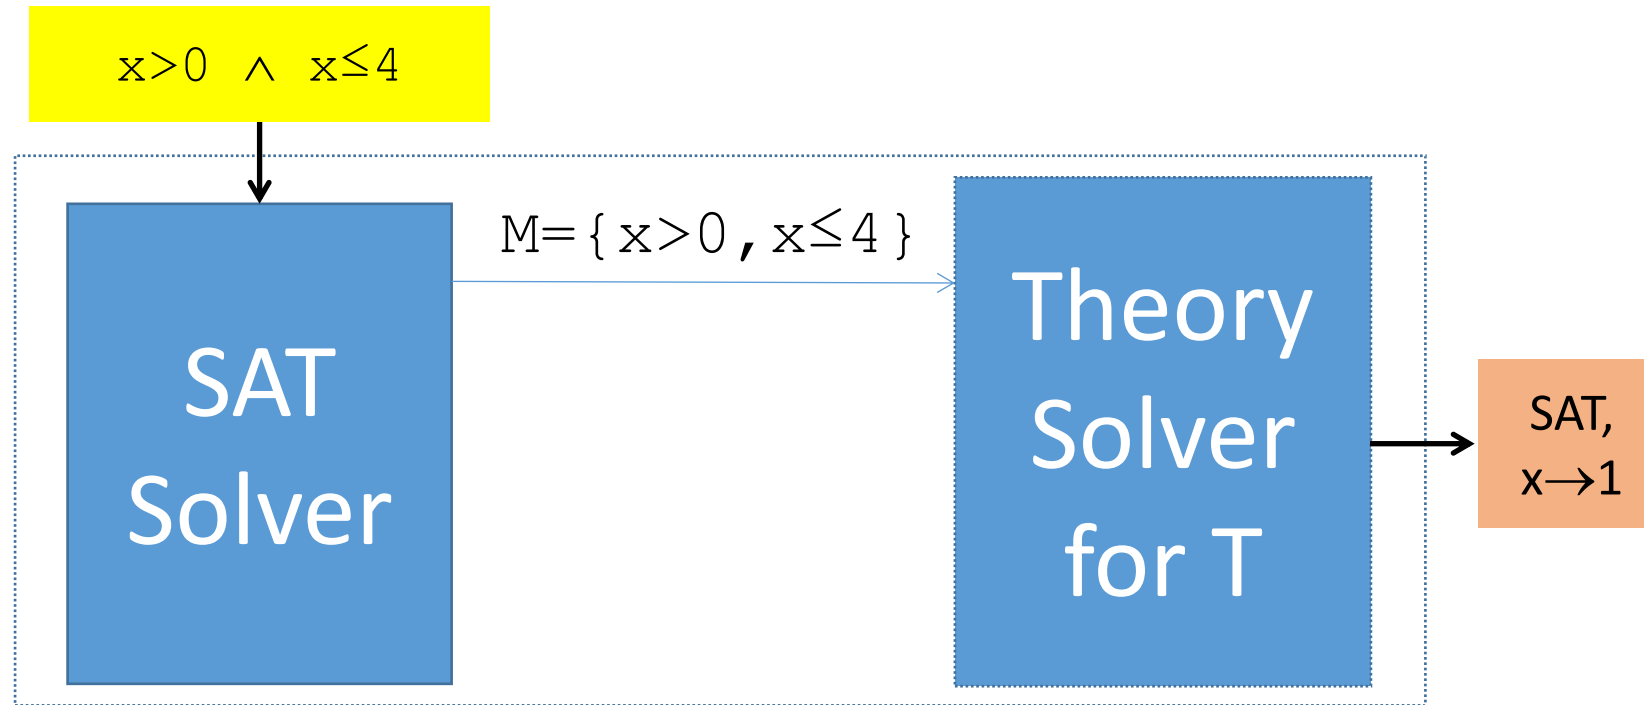 x>0 ∧ x≤4
M={x>0,x≤4}
SAT
Solver
Theory
Solver
for T
SAT,
x→1